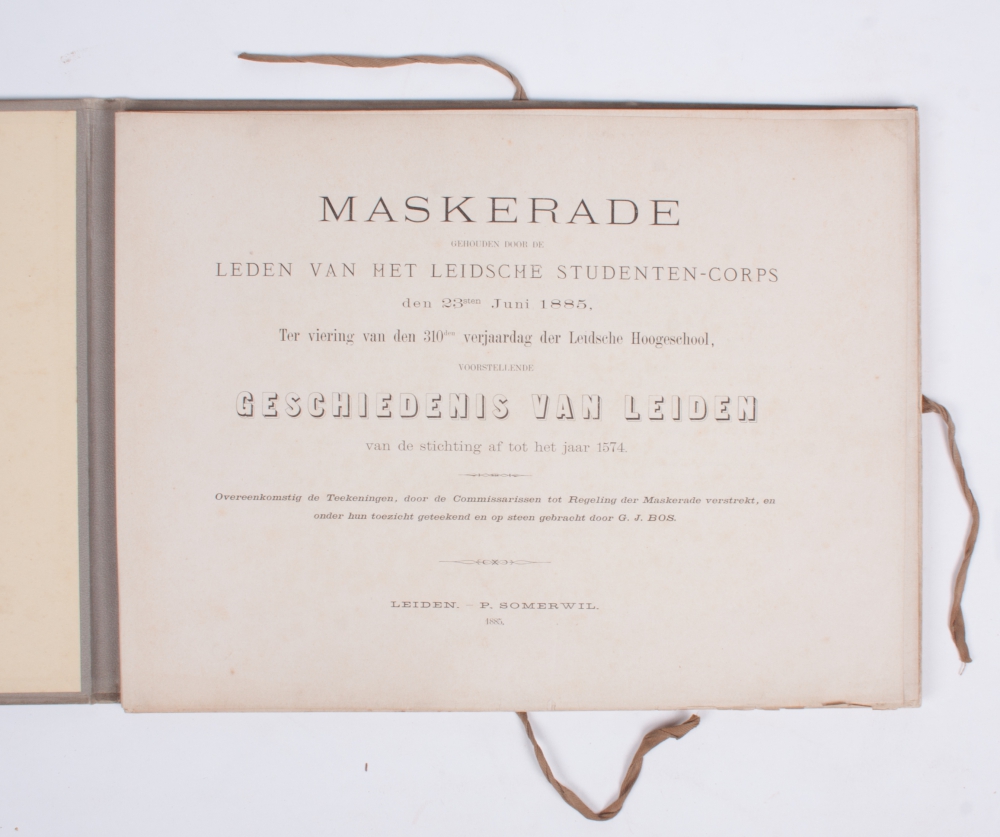 MASKERADE
GEHOUDEN DOOR DE
LEDEN VAN HET LEIDSCHE STUDENTEN-CORPS
den 23sten Juni 1885,
Ter viering van den 310den verjaardag der Leidsche Hoogeschool,
VOORSTELLENDE
GESCHIEDENIS VAN LEIDEN
van de stichting af tot het jaar 1574.
Overeenkomstig de Teekeningen, door de Commissarissen tot Regeling der Maskerade verstrekt, en
onder hun toezicht geteekend en op steen gebracht door G. J. BOS.
LEIDEN. – P. SOMERWIL.
1885,